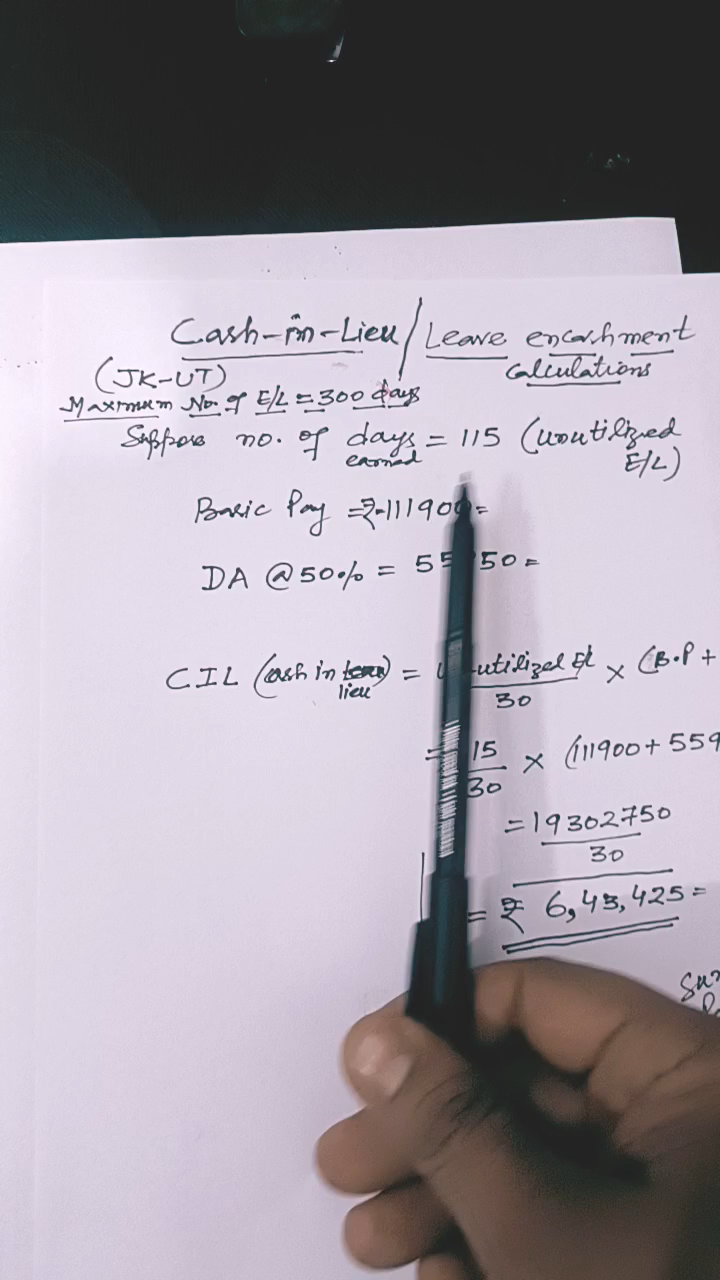 Cash-in-Lieu / Leave encashment
calculations
(JK-UT)
Maximum No. of E/L = 300 days
Suppose no. of days = 115 (unutilized
earned E/L)
Basic Pay = ₹-111900=
DA @ 50% = 55 50=
CIL (cash in lieu) = utilized E/L × (B.P +
30
= 15 × (111900 + 559
30
= 19302750
30
= ₹ 6,43,425=